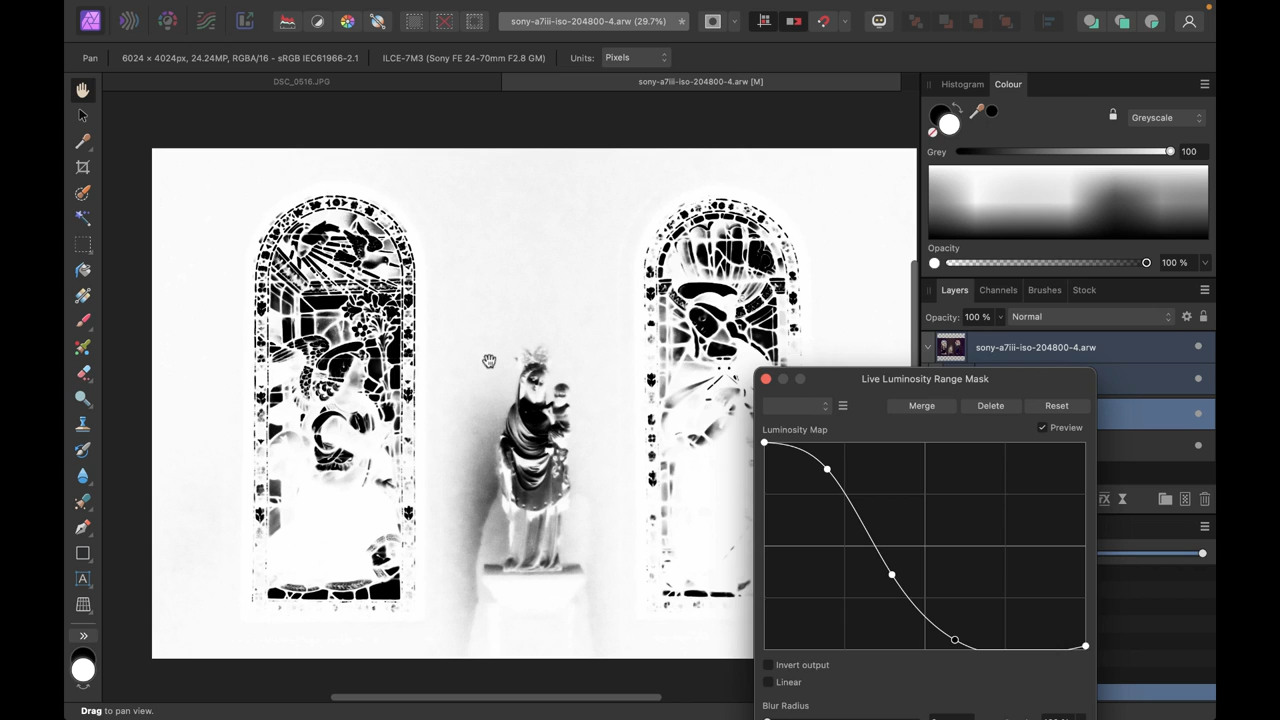 sony-a7iii-iso-204800-4.arw (29.7%)
Pan
6024 × 4024px, 24.24MP, RGBA/16 - sRGB IEC61966-2.1
ILCE-7M3 (Sony FE 24-70mm F2.8 GM)
Units:
Pixels
DSC_0516.JPG
sony-a7iii-iso-204800-4.arw [M]
Histogram
Colour
Greyscale
Grey
100
Opacity
100 %
Layers
Channels
Brushes
Stock
Opacity:
100 %
Normal
sony-a7iii-iso-204800-4.arw
Live Luminosity Range Mask
Merge
Delete
Reset
Preview
Luminosity Map
Invert output
Linear
Blur Radius
Drag to pan view.